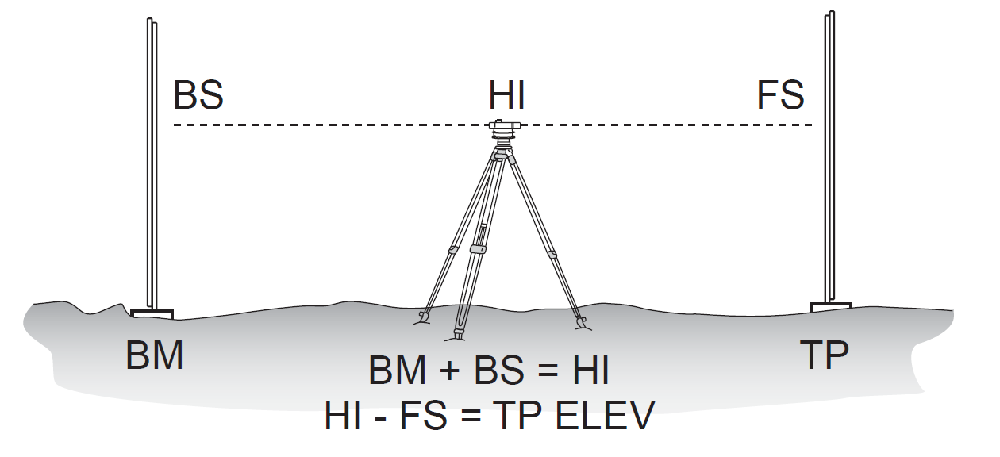 BS HI FS
BM TP
BM + BS = HI
HI - FS = TP ELEV